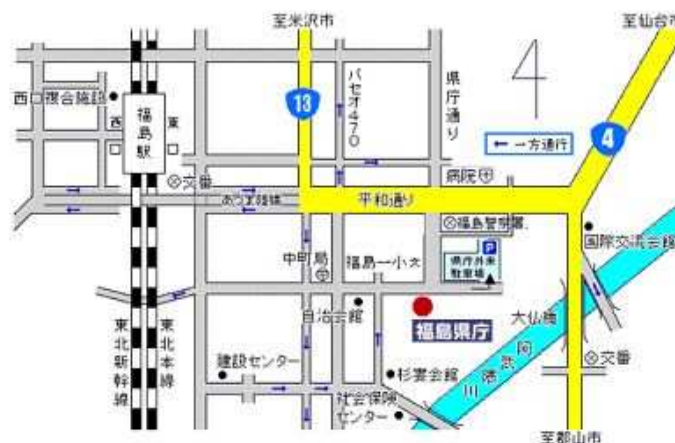 至米沢市
至仙台市
西口複合施設
福島駅
西口
東口
13
パセオ470
県庁通り
4
一方通行
交番
病院
あづま陸橋
平和通り
福島警察署
国際交流会館
中町局
福島一小
P
県庁外来
駐車場
自治会館
福島県庁
大仏橋
阿武隈川
東北新幹線
東北本線
建設センター
杉雲会館
交番
社会保険
センター
至郡山市